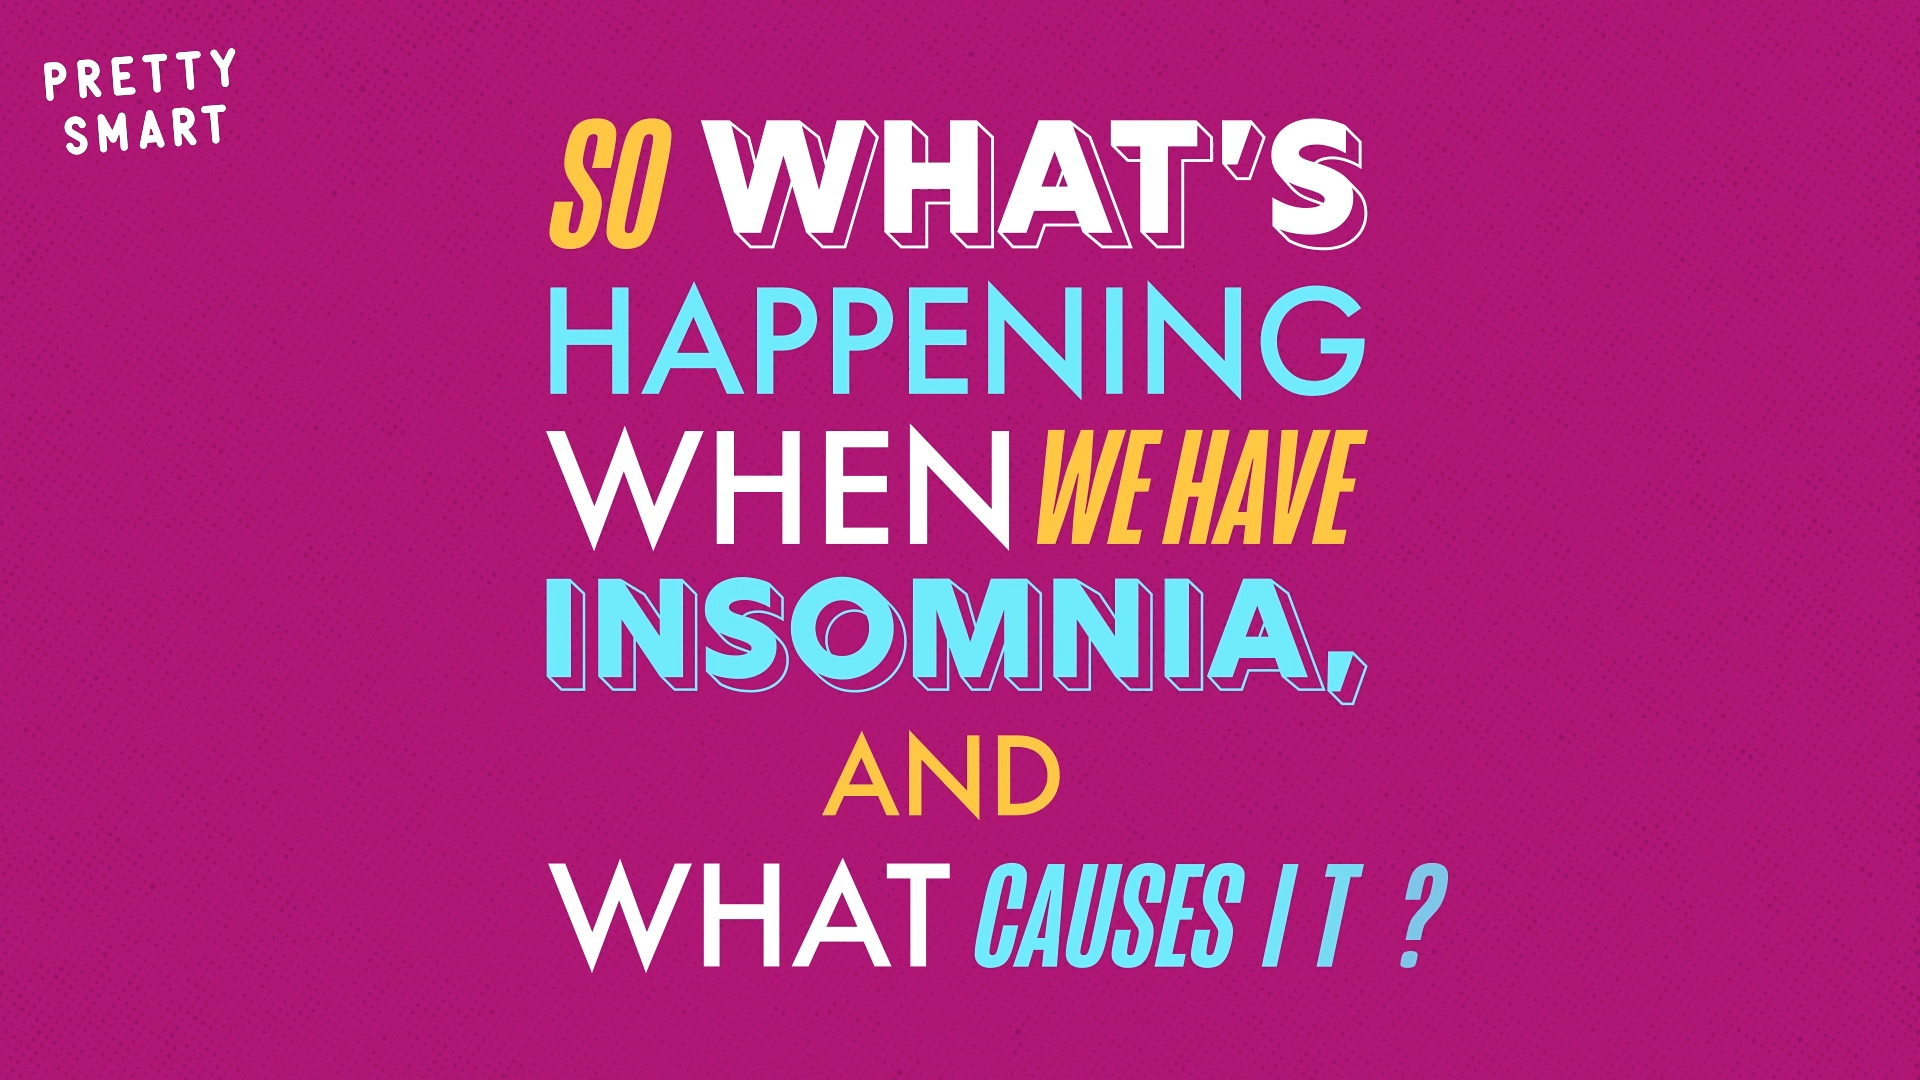 PRETTY
SMART
SO WHAT'S
HAPPENING
WHEN WE HAVE
INSOMNIA,
AND
WHAT CAUSES IT ?